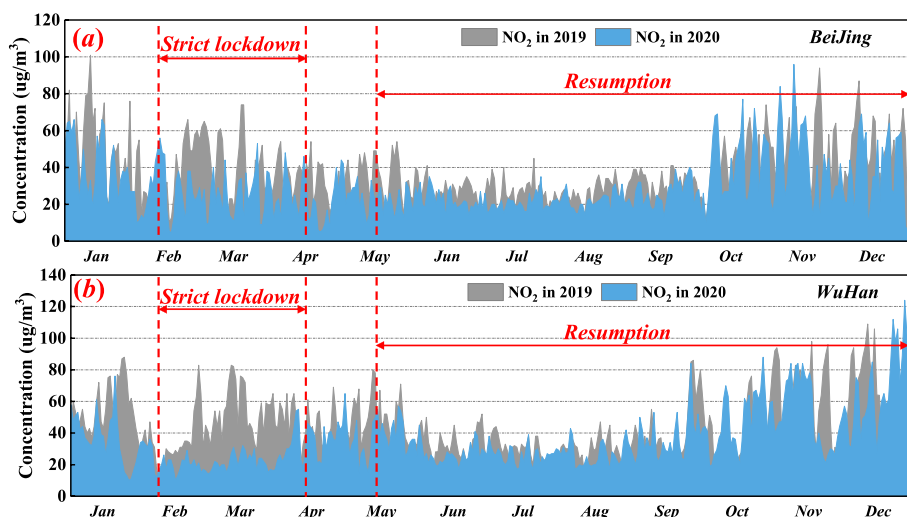 (a)
Strict lockdown
NO2 in 2019
NO2 in 2020
BeiJing
Resumption
Concentration (ug/m3)
120
100
80
60
40
20
0
Jan Feb Mar Apr May Jun Jul Aug Sep Oct Nov Dec
(b)
Strict lockdown
NO2 in 2019
NO2 in 2020
WuHan
Resumption
Concentration (ug/m3)
140
120
100
80
60
40
20
0
Jan Feb Mar Apr May Jun Jul Aug Sep Oct Nov Dec